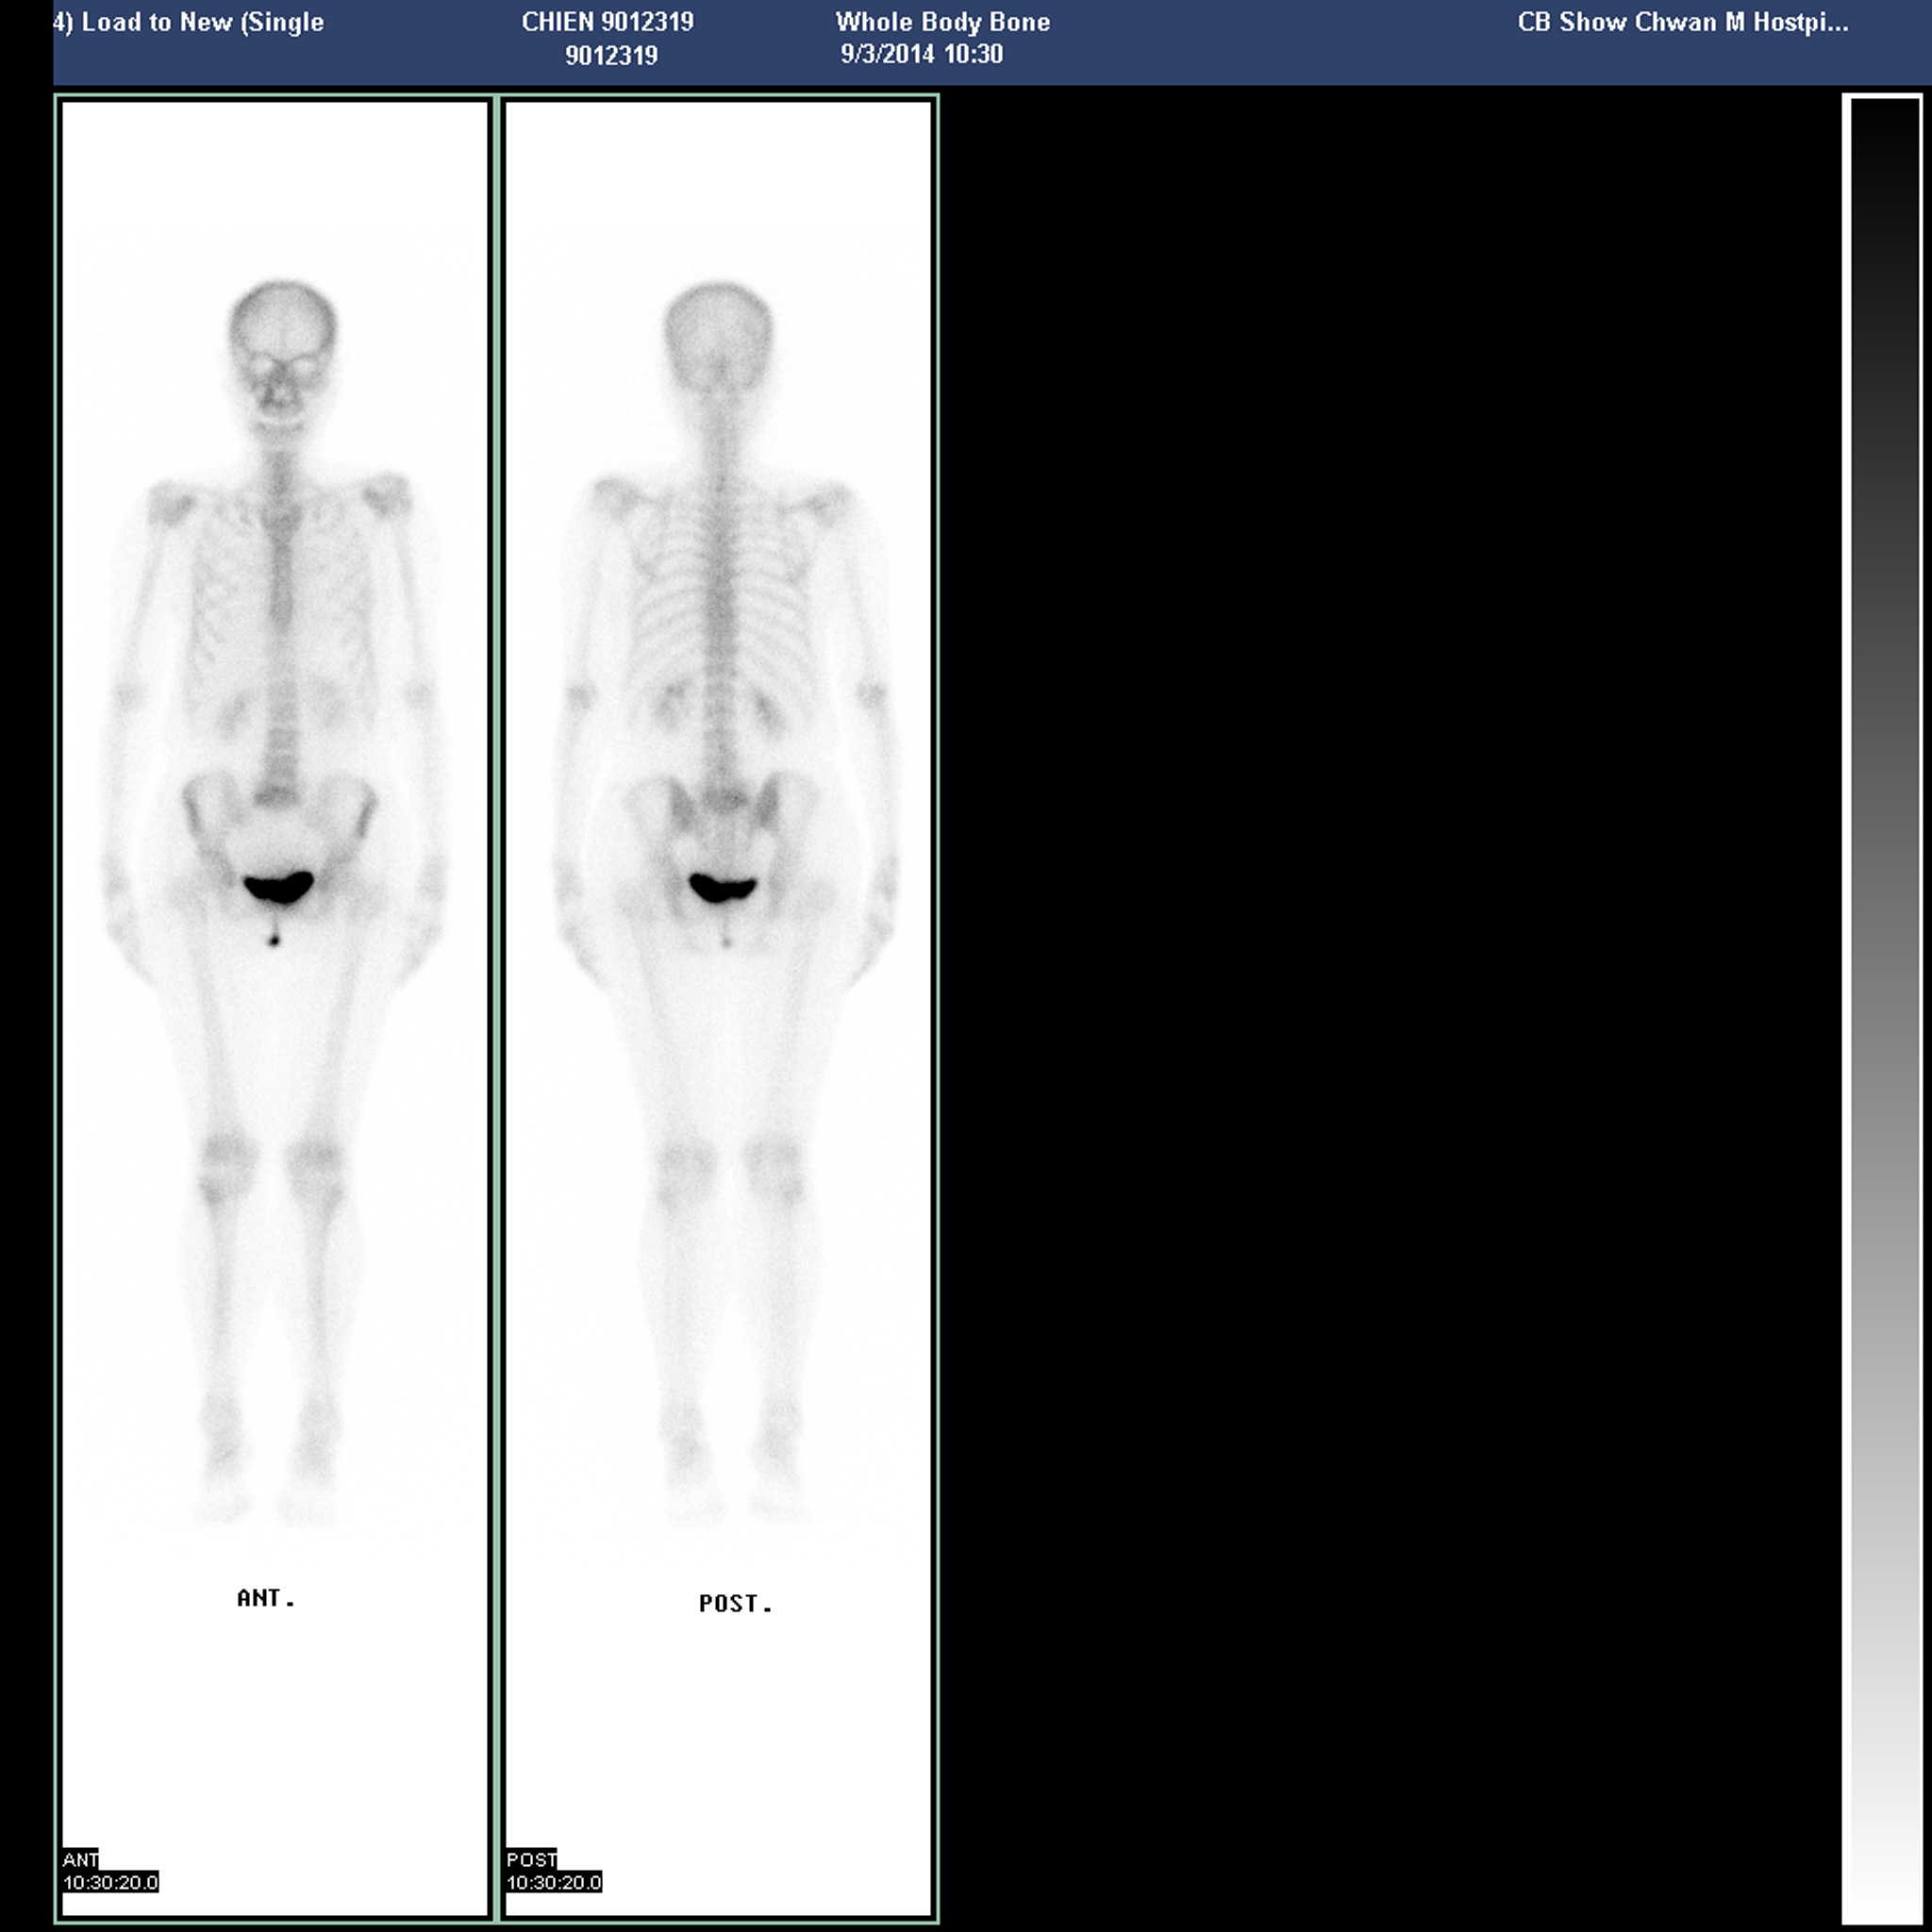 4) Load to New (Single
CHIEN 9012319
9012319
Whole Body Bone
9/3/2014 10:30
CB Show Chwan M Hostpi...
ANT.
POST.
ANT
10:30:20.0
POST
10:30:20.0